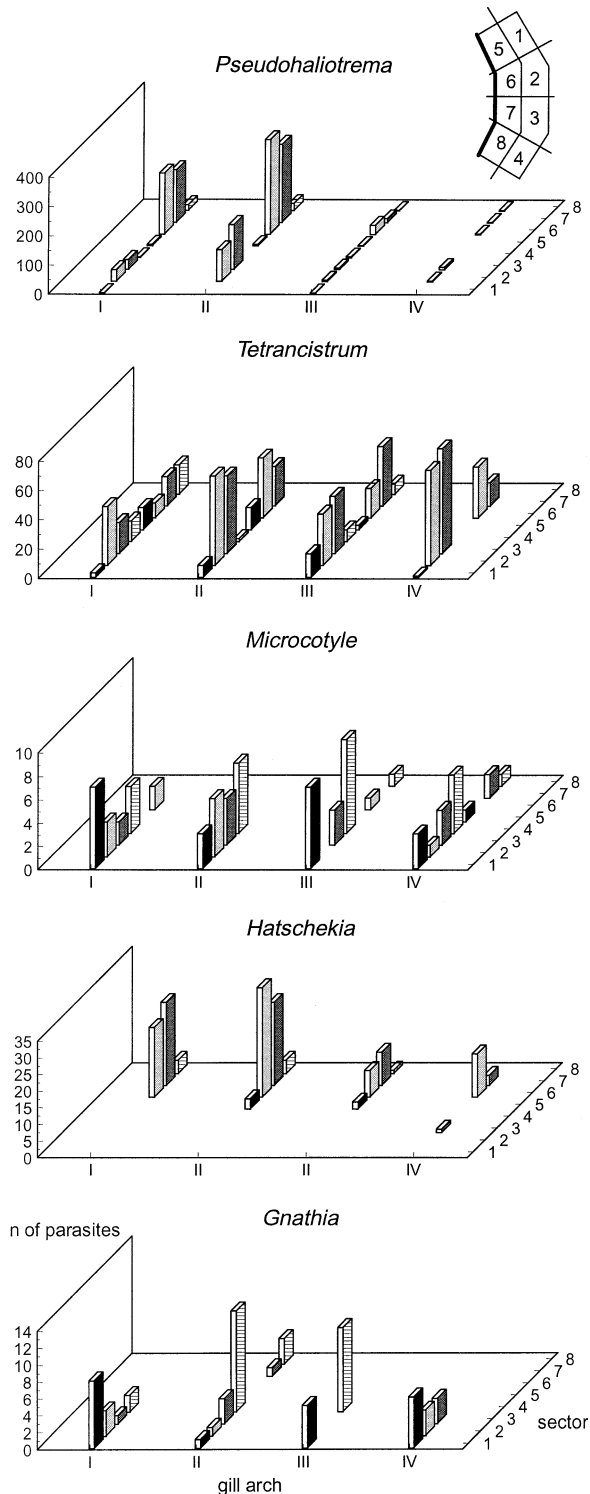 Pseudohaliotrema
5 1
6 2
7 3
8 4
400
300
200
100
0
I II III IV
1 2 3 4 5 6 7 8
Tetrancistrum
80
60
40
20
0
I II III IV
1 2 3 4 5 6 7 8
Microcotyle
10
8
6
4
2
0
I II III IV
1 2 3 4 5 6 7 8
Hatschekia
35
30
25
20
15
10
5
0
I II II IV
1 2 3 4 5 6 7 8
Gnathia
n of parasites
14
12
10
8
6
4
2
0
I II III IV
1 2 3 4 5 6 7 8
sector
gill arch